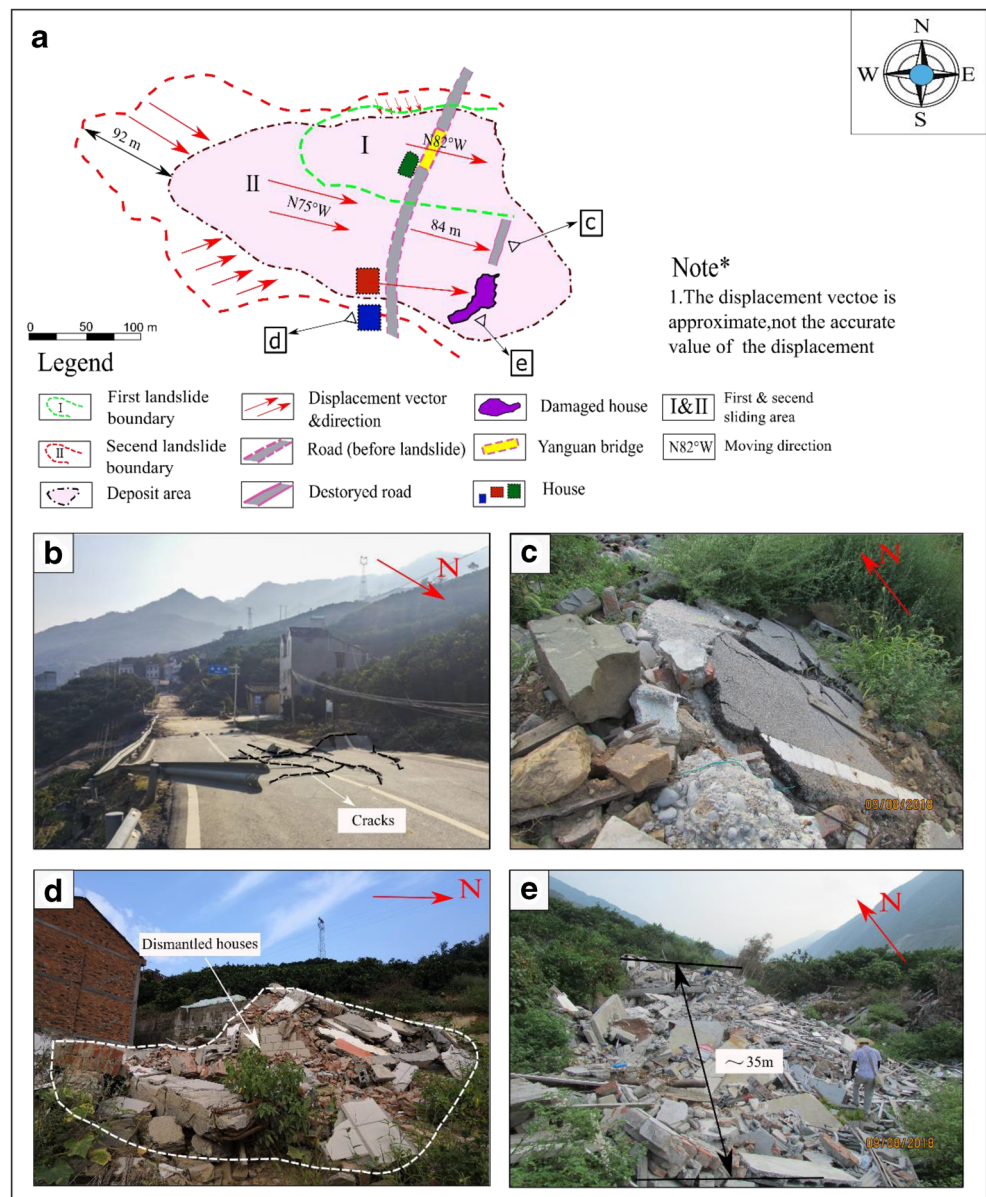 a
N
W
E
S
92 m
I
N82°W
II
N75°W
84 m
c
d
e
Note*
1.The displacement vectoe is
approximate,not the accurate
value of the displacement
0 50 100 m
Legend
I
First landslide
boundary
Displacement vector
&direction
Damaged house
I&II
First & second
sliding area
II
Secend landslide
boundary
Road (before landslide)
Yanguan bridge
N82°W
Moving direction
Deposit area
Destoryed road
House
b
N
Cracks
c
N
09/08/2018
d
N
Dismantled houses
e
N
~35m
09/08/2018